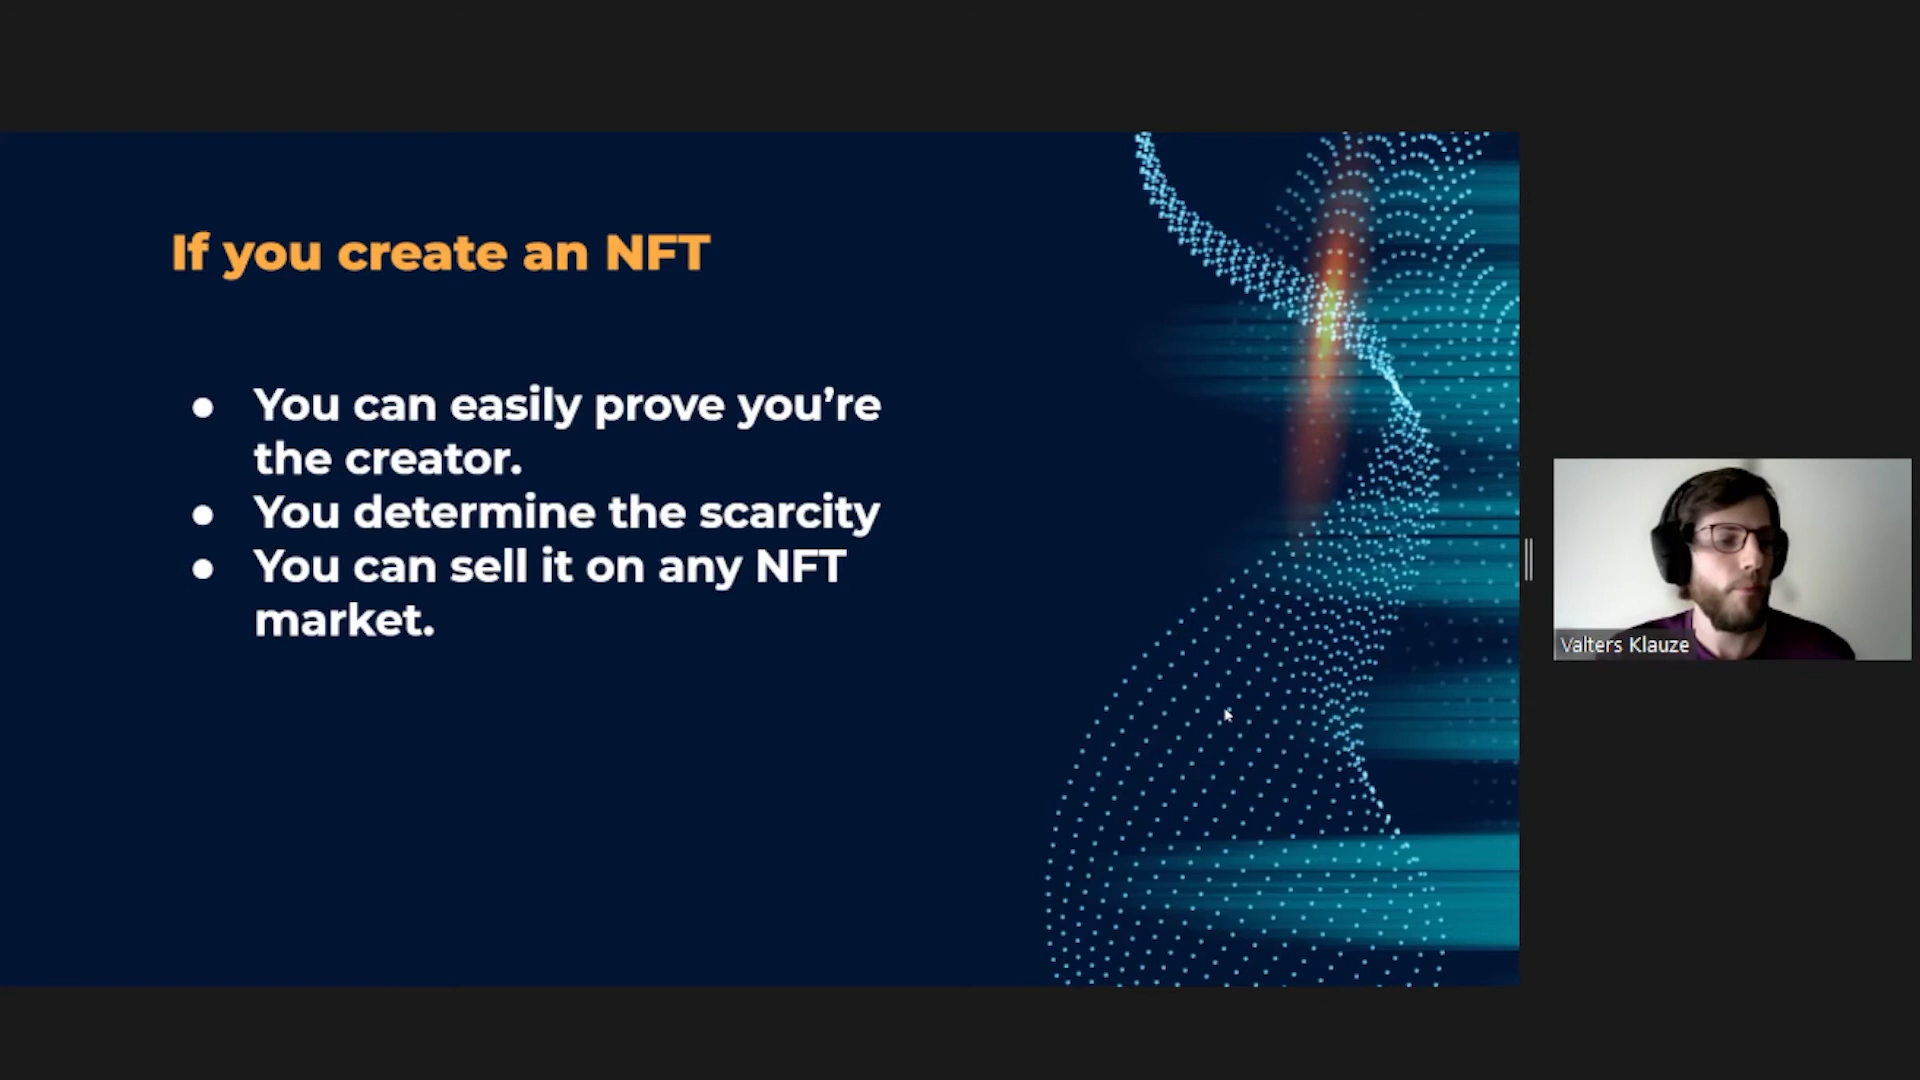 If you create an NFT
● You can easily prove you’re
the creator.
● You determine the scarcity
● You can sell it on any NFT
market.
Valters Klauze